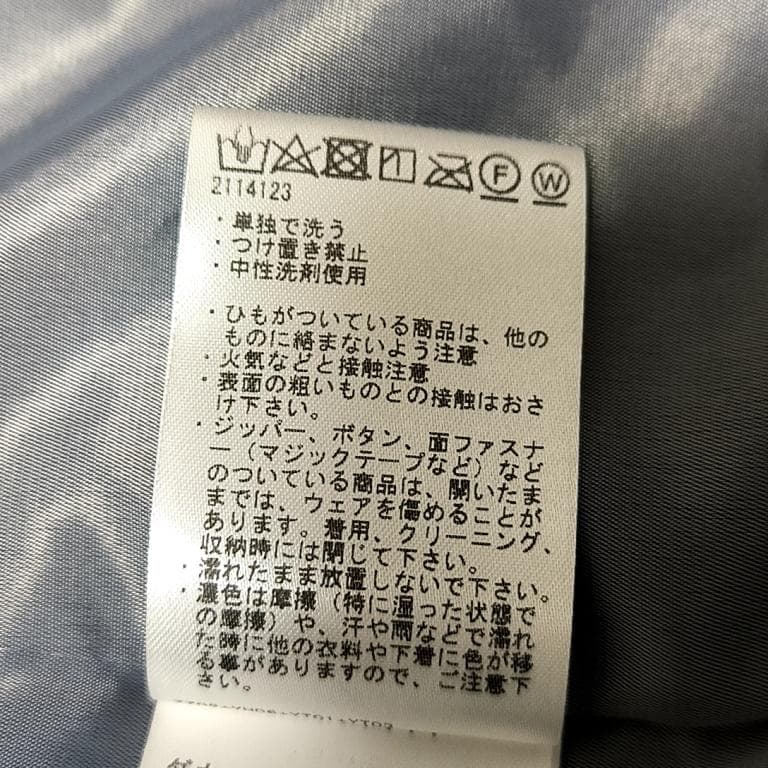 F W
2114123
・単独で洗う
・つけ置き禁止
・中性洗剤使用
・ひもがついている商品は、他の
ものに絡まないよう注意
・火気などと接触注意
・表面の粗いものとの接触はおさ
け下さい。
・ジッパー、ボタン、面ファスナ
ー(マジックテープなど)など
のついている商品は、開いたま
までは、ウェアを傷めることが
あります。着用、クリーニング、
収納時には閉じて下さい。
・濡れたまま放置しないで下さい。
・濃色は摩擦(特に湿った状態で
の摩擦)や、汗や雨などで濡れ
た時に他の衣料や下着に色が移
る事がありますので、ご注意下
さい。